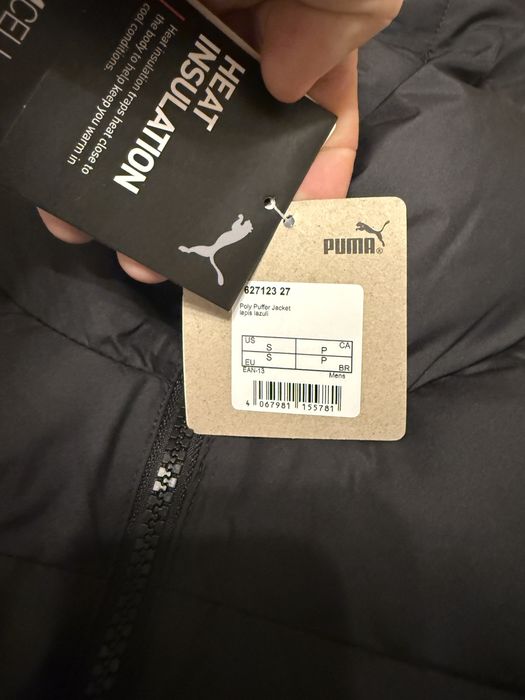 CELL
HEAT
INSULATION
Heat insulation traps heat close to
the body to help keep you warm in
cool conditions.
PUMA®
627123 27
Poly Puffer Jacket
lapis lazuli
US S P CA
EU S P BR
EAN-13 Mens
4 067981 155781